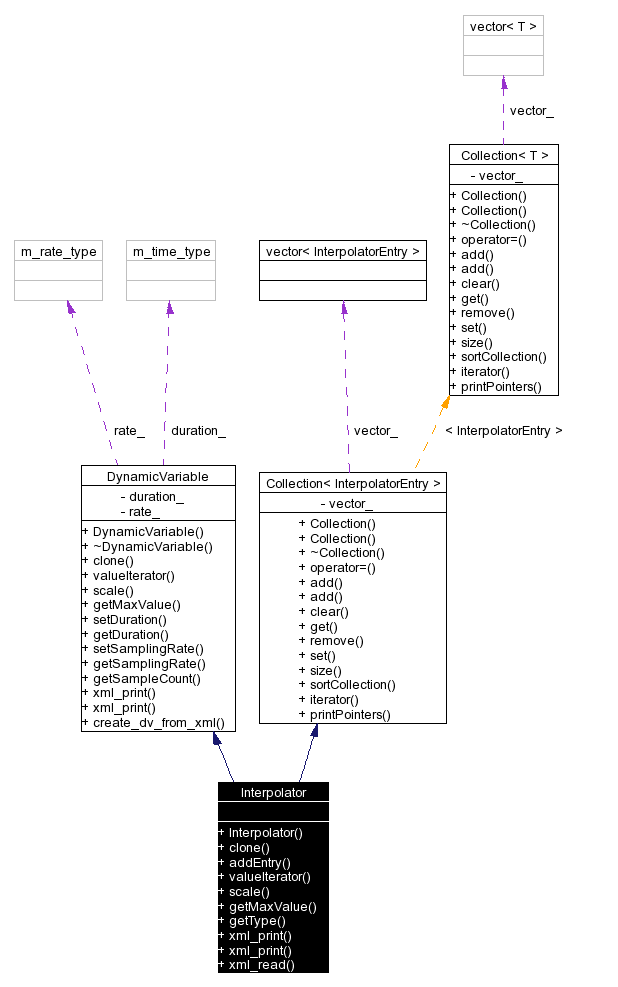 vector< T >
vector_
Collection< T >
- vector_
+ Collection()
+ Collection()
+ ~Collection()
+ operator=()
+ add()
+ add()
+ clear()
+ get()
+ remove()
+ set()
+ size()
+ sortCollection()
+ iterator()
+ printPointers()
m_rate_type
m_time_type
vector< InterpolatorEntry >
rate_
duration_
vector_
< InterpolatorEntry >
DynamicVariable
- duration_
- rate_
+ DynamicVariable()
+ ~DynamicVariable()
+ clone()
+ valueIterator()
+ scale()
+ getMaxValue()
+ setDuration()
+ getDuration()
+ setSamplingRate()
+ getSamplingRate()
+ getSampleCount()
+ xml_print()
+ xml_print()
+ create_dv_from_xml()
Collection< InterpolatorEntry >
- vector_
+ Collection()
+ Collection()
+ ~Collection()
+ operator=()
+ add()
+ add()
+ clear()
+ get()
+ remove()
+ set()
+ size()
+ sortCollection()
+ iterator()
+ printPointers()
Interpolator
+ Interpolator()
+ clone()
+ addEntry()
+ valueIterator()
+ scale()
+ getMaxValue()
+ getType()
+ xml_print()
+ xml_print()
+ xml_read()